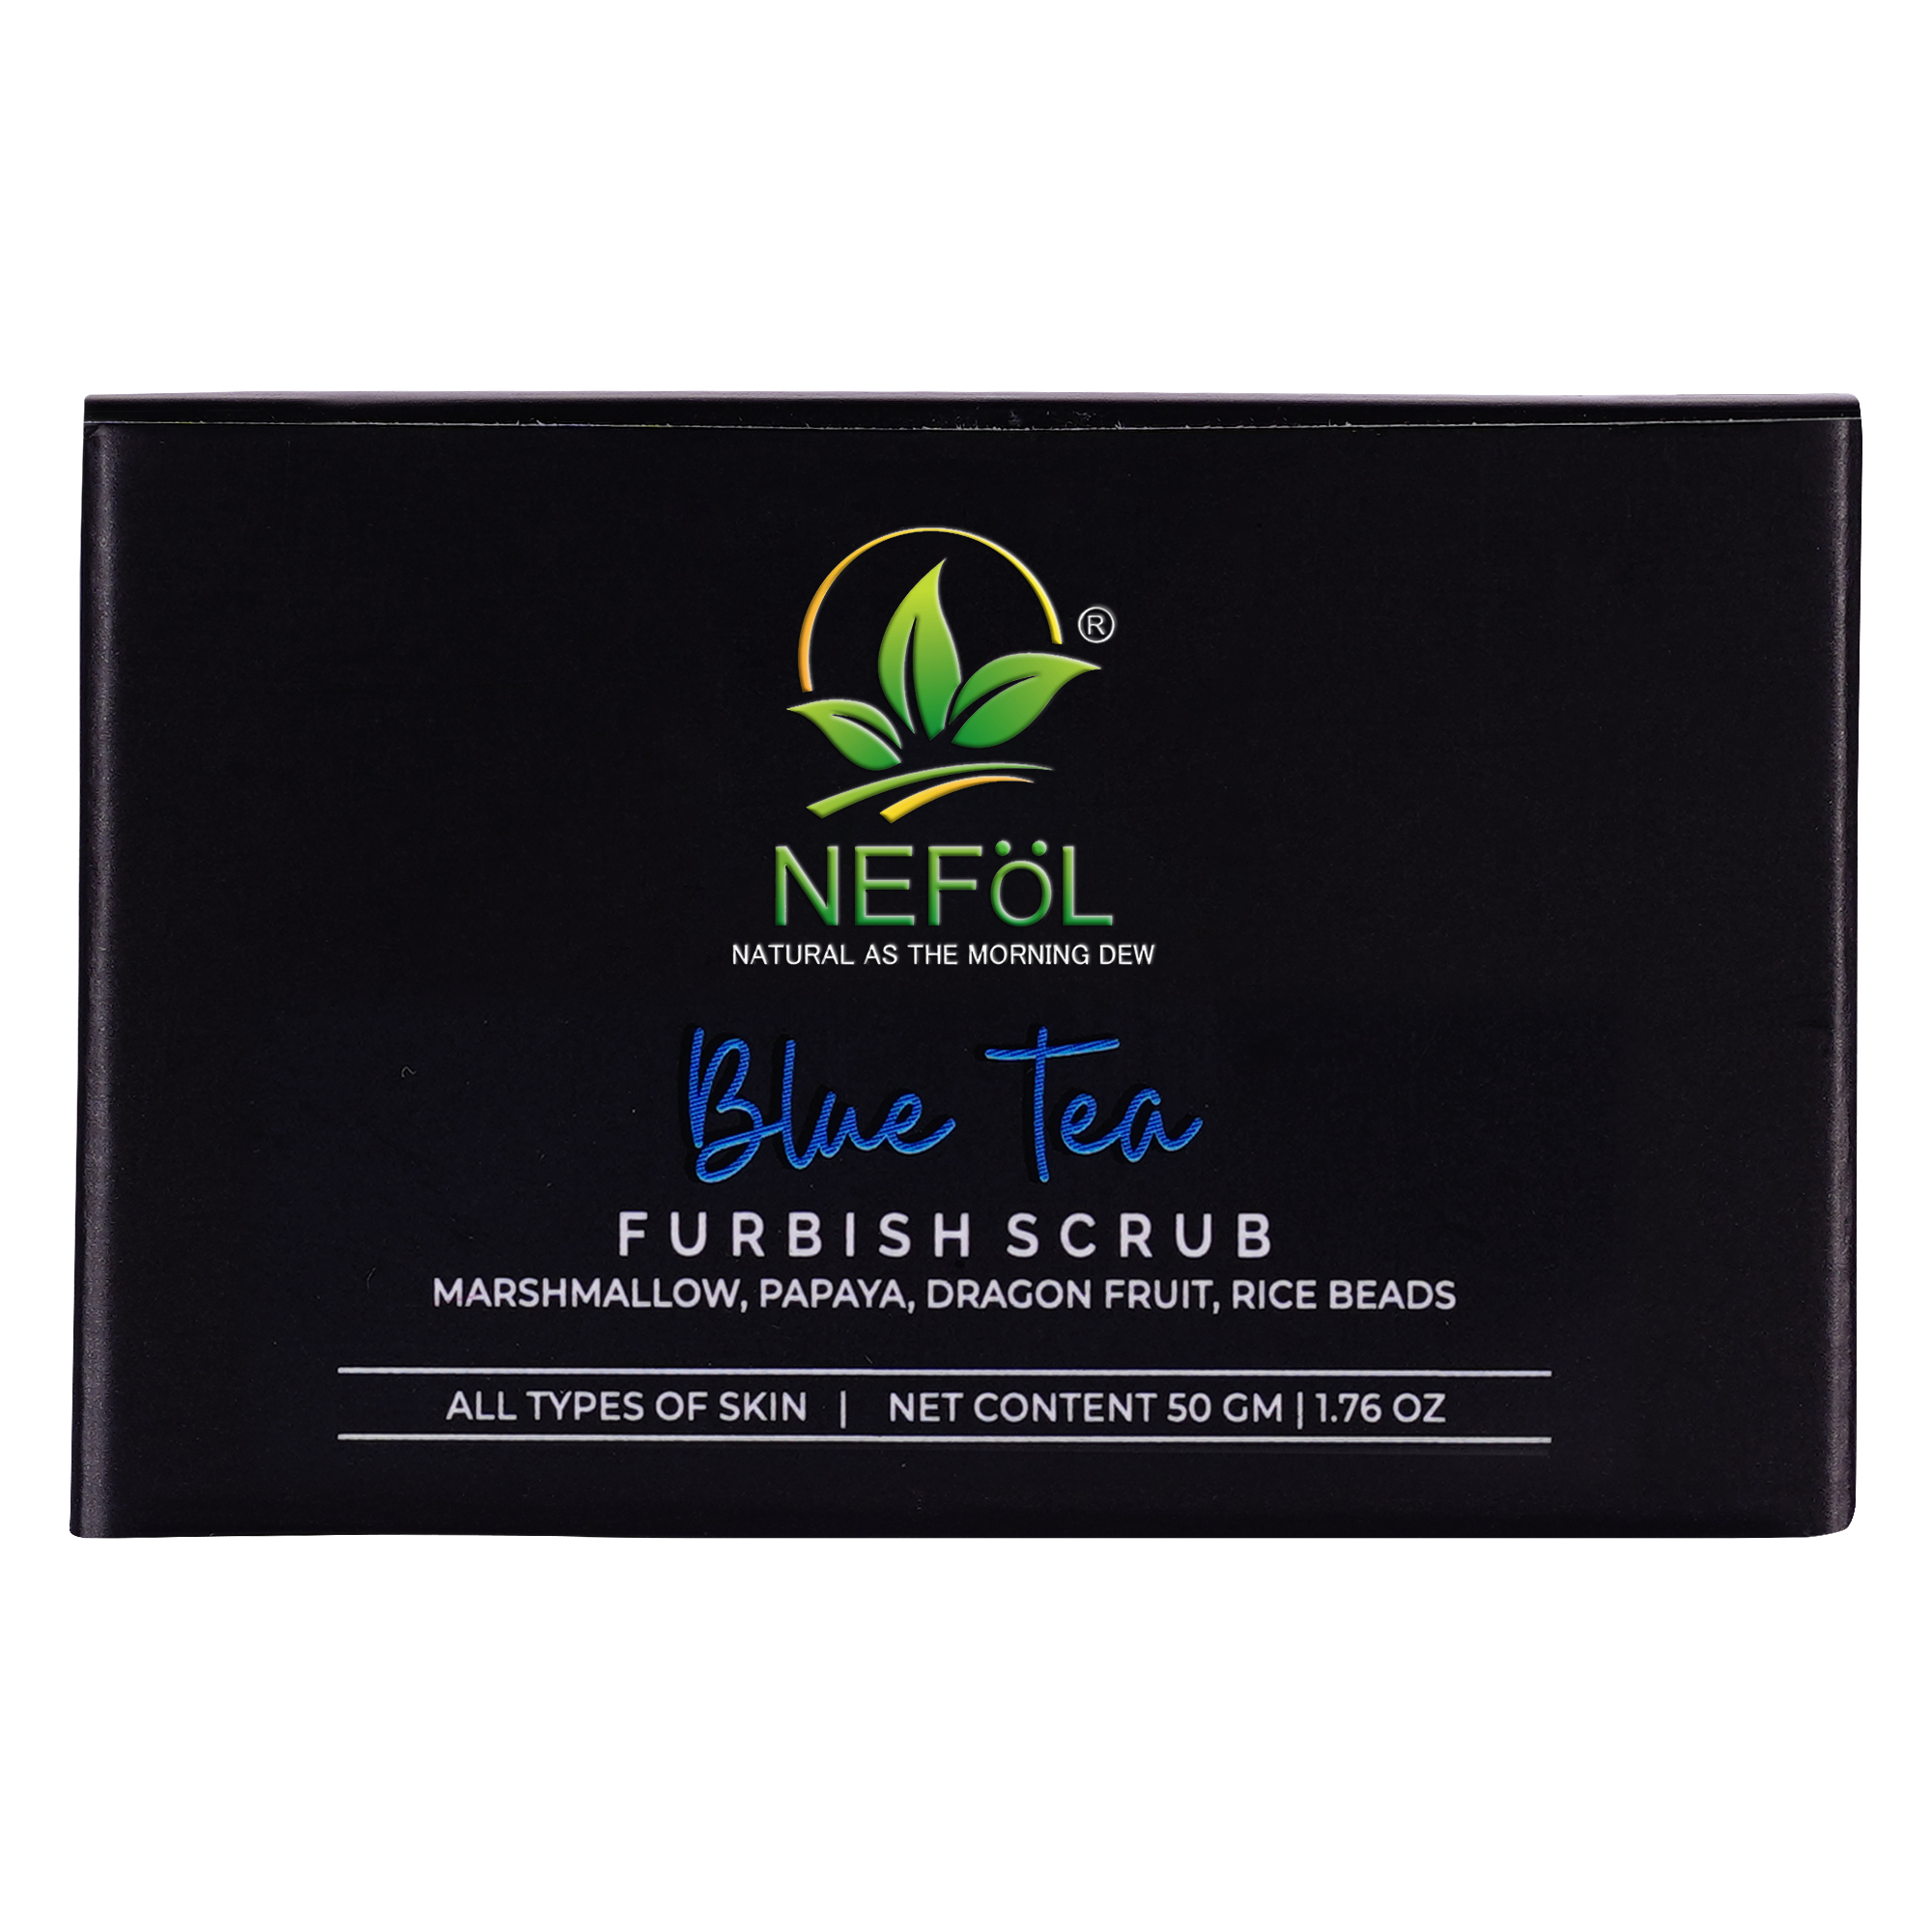 ®
NEFöL
NATURAL AS THE MORNING DEW
Blue Tea
FURBISH SCRUB
MARSHMALLOW, PAPAYA, DRAGON FRUIT, RICE BEADS
ALL TYPES OF SKIN | NET CONTENT 50 GM | 1.76 OZ